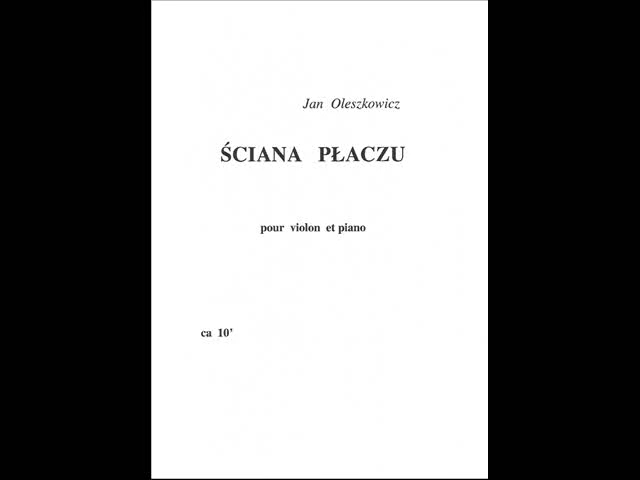 Jan Oleszkowicz
ŚCIANA PŁACZU
pour violon et piano
ca 10'